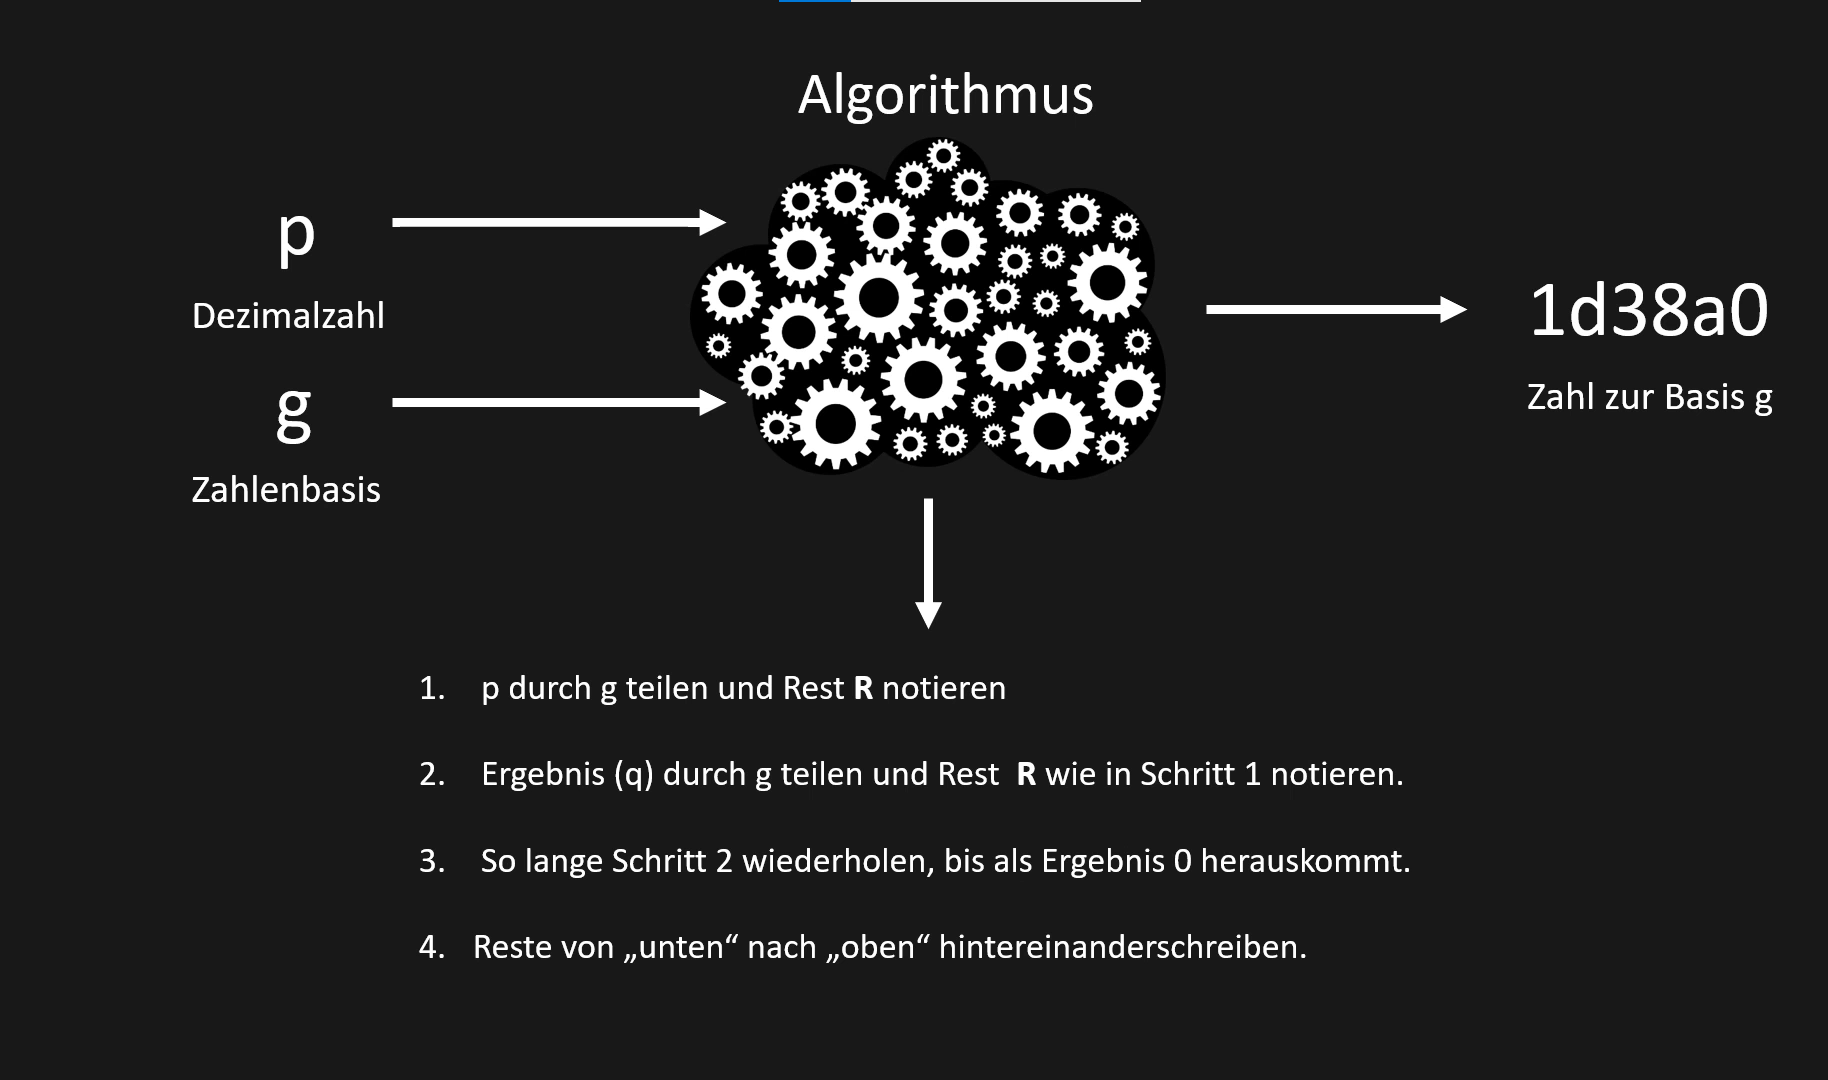 Algorithmus
p
Dezimalzahl
g
Zahlenbasis
1d38a0
Zahl zur Basis g
1. p durch g teilen und Rest R notieren
2. Ergebnis (q) durch g teilen und Rest R wie in Schritt 1 notieren.
3. So lange Schritt 2 wiederholen, bis als Ergebnis 0 herauskommt.
4. Reste von „unten“ nach „oben“ hintereinanderschreiben.